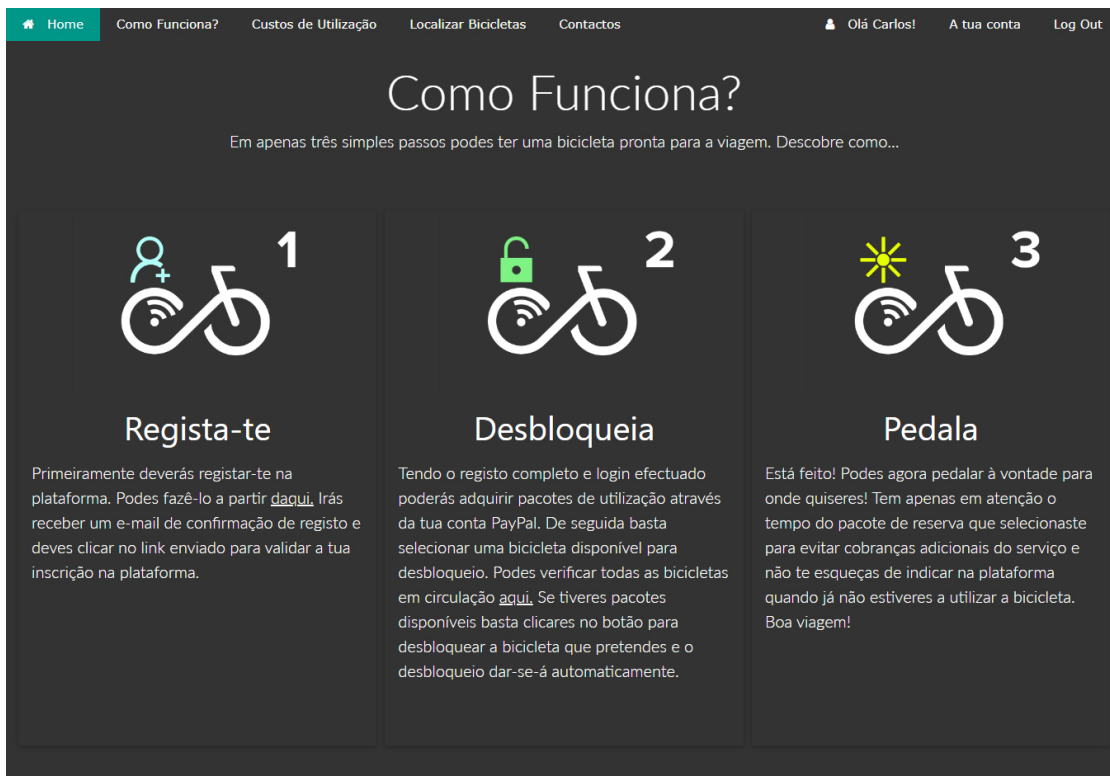 Home Como Funciona? Custos de Utilização Localizar Bicicletas Contactos Olá Carlos! A tua conta Log Out
Como Funciona?
Em apenas três simples passos podes ter uma bicicleta pronta para a viagem. Descobre como...
1
Regista-te
Primeiramente deverás registar-te na
plataforma. Podes fazê-lo a partir daqui. Irás
receber um e-mail de confirmação de registo e
deves clicar no link enviado para validar a tua
inscrição na plataforma.
2
Desbloqueia
Tendo o registo completo e login efectuado
poderás adquirir pacotes de utilização através
da tua conta PayPal. De seguida basta
selecionar uma bicicleta disponível para
desbloqueio. Podes verificar todas as bicicletas
em circulação aqui. Se tiveres pacotes
disponíveis basta clicares no botão para
desbloquear a bicicleta que pretendes e o
desbloqueio dar-se-á automaticamente.
3
Pedala
Está feito! Podes agora pedalar à vontade para
onde quiseres! Tem apenas em atenção o
tempo do pacote de reserva que selecionaste
para evitar cobranças adicionais do serviço e
não te esqueças de indicar na plataforma
quando já não estiveres a utilizar a bicicleta.
Boa viagem!